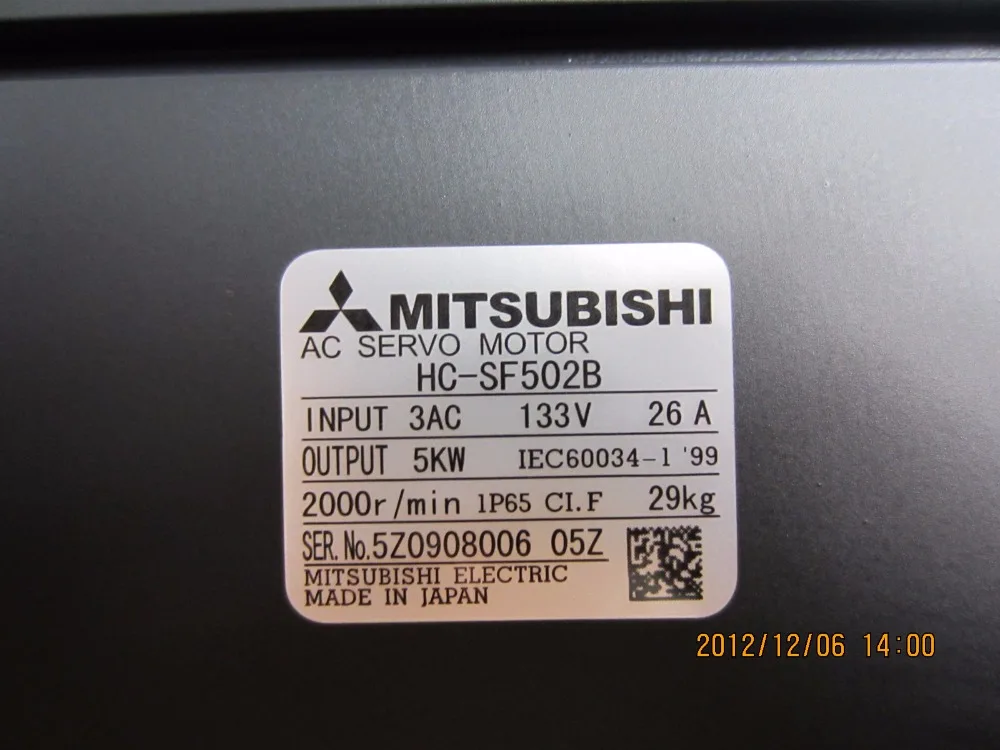 MITSUBISHI
AC SERVO MOTOR
HC-SF502B
INPUT 3AC 133V 26 A
OUTPUT 5KW IEC60034-1 '99
2000r/min IP65 CI.F 29kg
SER.No.5Z0908006 05Z
MITSUBISHI ELECTRIC
MADE IN JAPAN
2012/12/06 14:00